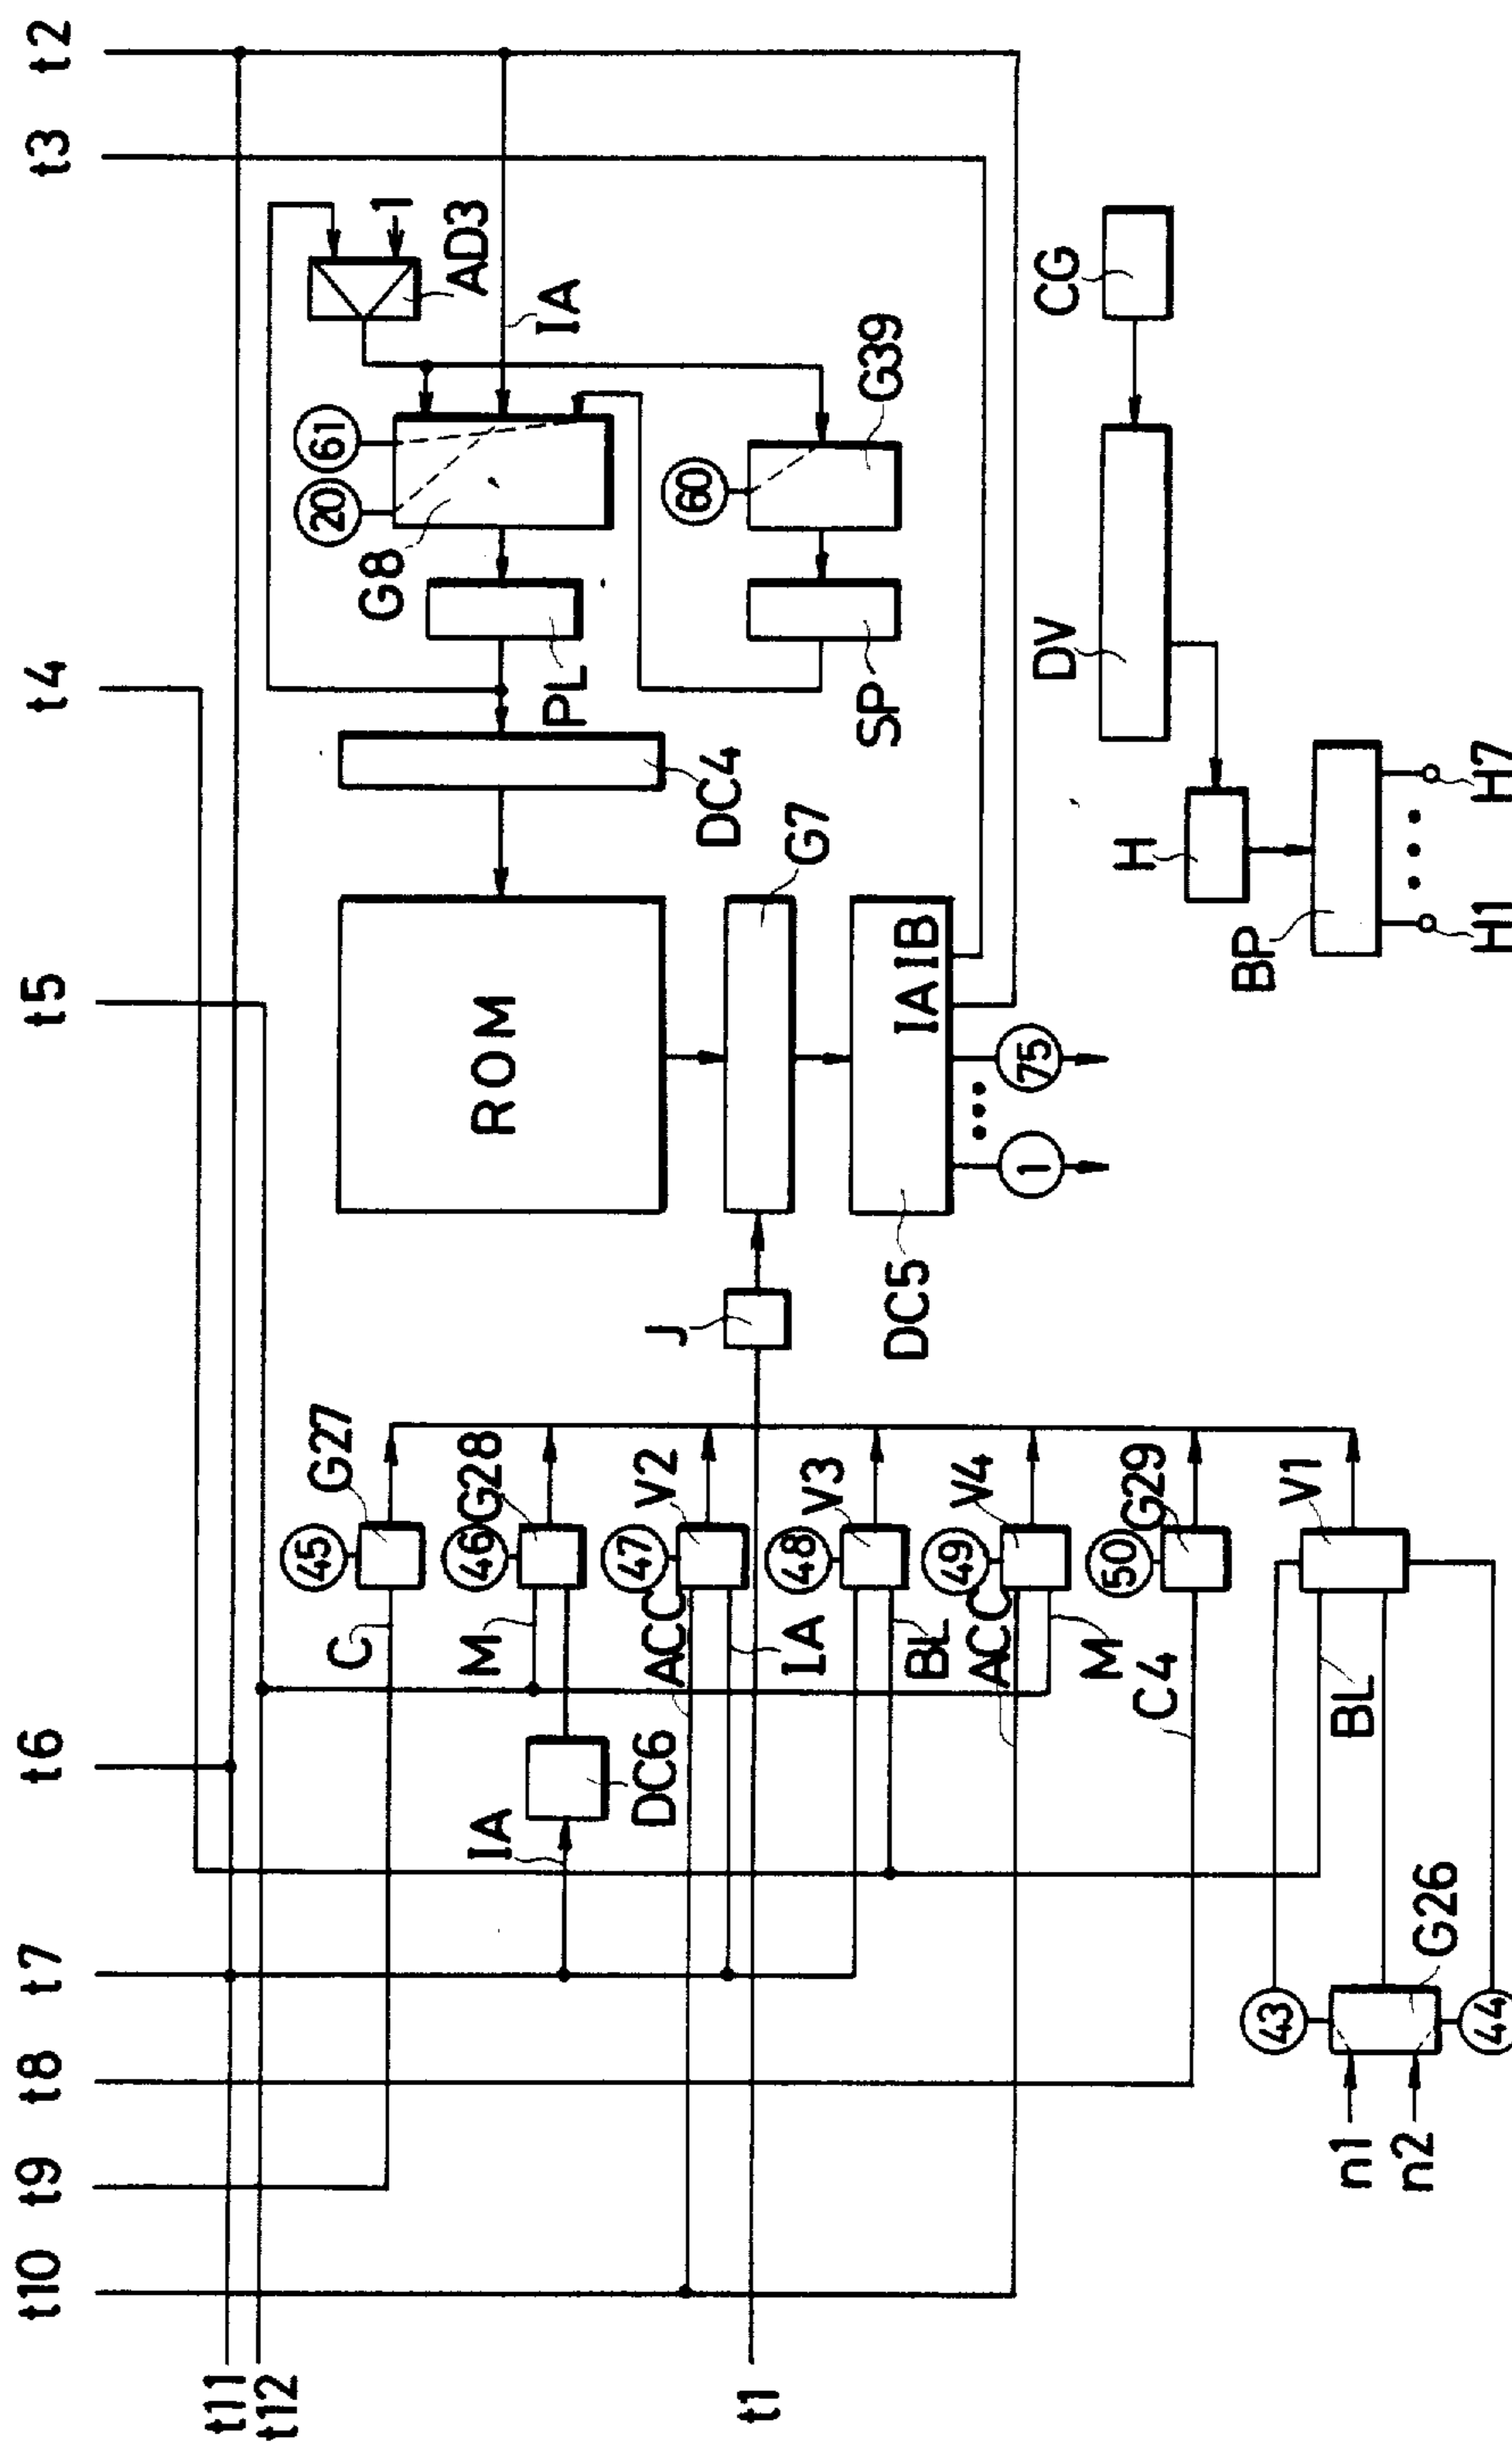 t10 t9 t8 t7 t6 t5 t4 t3 t2
t11
t12
t1
C
45
G27
IA
DC6
M
46
G28
ACC
47
V2
IA
48
V3
BL
ACC
49
V4
M
C4
50
G29
BL
V1
43
44
G26
n1
n2
J
ROM
G7
DC5
IA IB
1
75
DC4
PL
G8
20
61
AD3
1
IA
60
G39
SP
CG
DV
H
BP
H1
H7